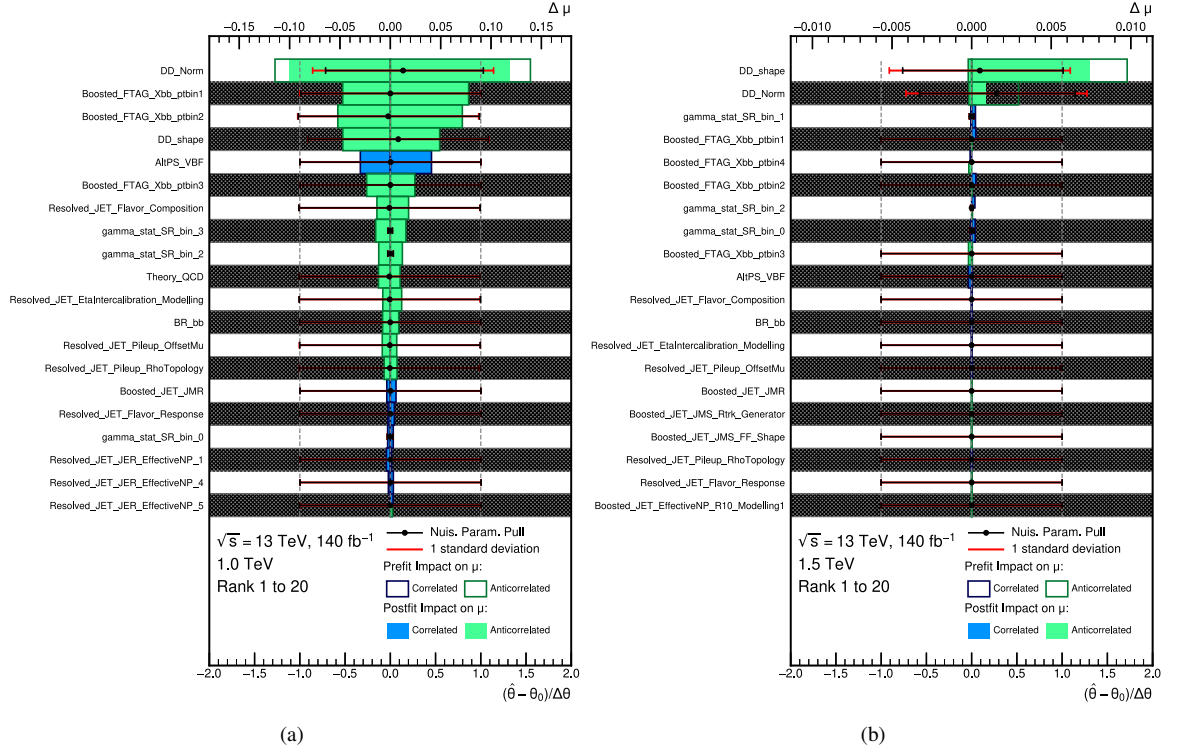 Δ μ
−0.15 −0.10 −0.05 0.00 0.05 0.10 0.15
DD_Norm
Boosted_FTAG_Xbb_ptbin1
Boosted_FTAG_Xbb_ptbin2
DD_shape
AltPS_VBF
Boosted_FTAG_Xbb_ptbin3
Resolved_JET_Flavor_Composition
gamma_stat_SR_bin_3
gamma_stat_SR_bin_2
Theory_QCD
Resolved_JET_EtaIntercalibration_Modelling
BR_bb
Resolved_JET_Pileup_OffsetMu
Resolved_JET_Pileup_RhoTopology
Boosted_JET_JMR
Resolved_JET_Flavor_Response
gamma_stat_SR_bin_0
Resolved_JET_JER_EffectiveNP_1
Resolved_JET_JER_EffectiveNP_4
Resolved_JET_JER_EffectiveNP_5
√s = 13 TeV, 140 fb⁻¹
1.0 TeV
Rank 1 to 20
Nuis. Param. Pull
1 standard deviation
Prefit Impact on μ:
Correlated Anticorrelated
Postfit Impact on μ:
Correlated Anticorrelated
−2.0 −1.5 −1.0 −0.5 0.0 0.5 1.0 1.5 2.0
(θ̂ − θ₀)/Δθ
(a)
Δ μ
−0.010 −0.005 0.000 0.005 0.010
DD_shape
DD_Norm
gamma_stat_SR_bin_1
Boosted_FTAG_Xbb_ptbin1
Boosted_FTAG_Xbb_ptbin4
Boosted_FTAG_Xbb_ptbin2
gamma_stat_SR_bin_2
gamma_stat_SR_bin_0
Boosted_FTAG_Xbb_ptbin3
AltPS_VBF
Resolved_JET_Flavor_Composition
BR_bb
Resolved_JET_EtaIntercalibration_Modelling
Resolved_JET_Pileup_OffsetMu
Boosted_JET_JMR
Boosted_JET_JMS_Rtrk_Generator
Boosted_JET_JMS_FF_Shape
Resolved_JET_Pileup_RhoTopology
Resolved_JET_Flavor_Response
Boosted_JET_EffectiveNP_R10_Modelling1
√s = 13 TeV, 140 fb⁻¹
1.5 TeV
Rank 1 to 20
Nuis. Param. Pull
1 standard deviation
Prefit Impact on μ:
Correlated Anticorrelated
Postfit Impact on μ:
Correlated Anticorrelated
−2.0 −1.5 −1.0 −0.5 0.0 0.5 1.0 1.5 2.0
(θ̂ − θ₀)/Δθ
(b)